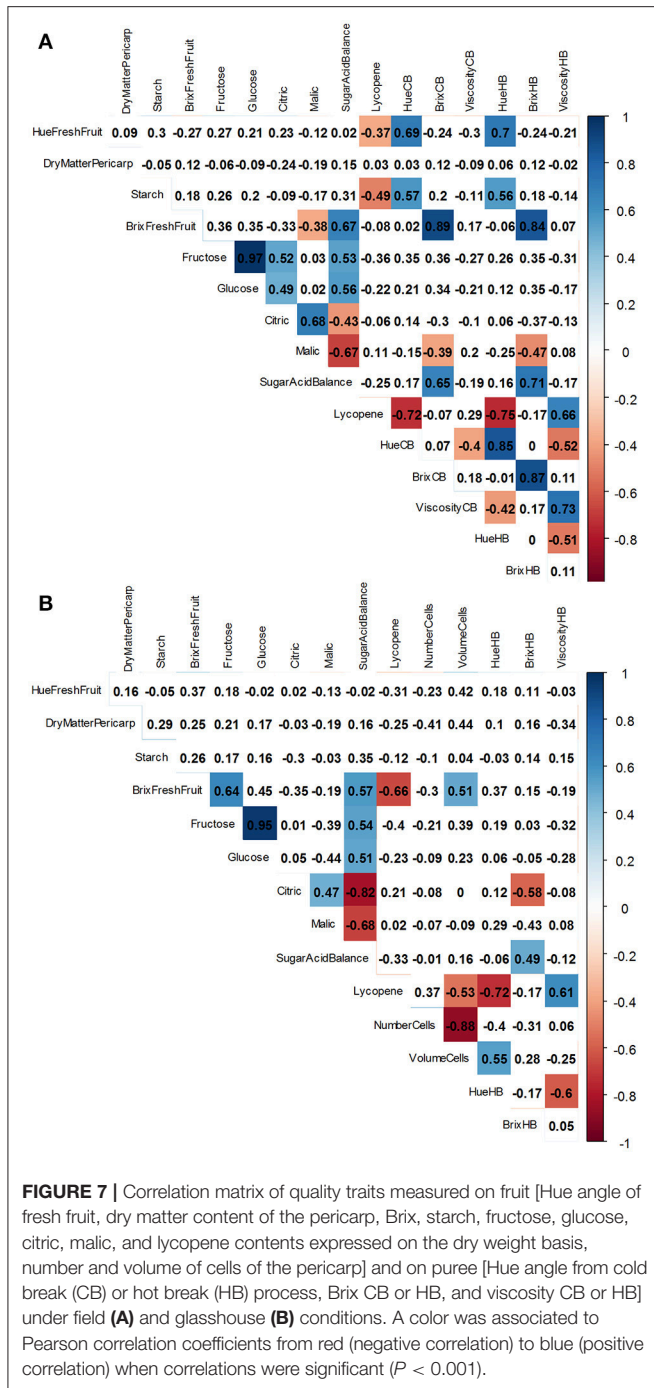 A
DryMatterPericarp
Starch
BrixFreshFruit
Fructose
Glucose
Citric
Malic
SugarAcidBalance
Lycopene
HueCB
BrixCB
ViscosityCB
HueHB
BrixHB
ViscosityHB
HueFreshFruit 0.09 0.3 -0.27 0.27 0.21 0.23 -0.12 0.02 -0.37 0.69 -0.24 -0.3 0.7 -0.24 -0.21
DryMatterPericarp -0.05 0.12 -0.06 -0.09 -0.24 -0.19 0.15 0.03 0.03 0.12 -0.09 0.06 0.12 -0.02
Starch 0.18 0.26 0.2 -0.09 -0.17 0.31 -0.49 0.57 0.2 -0.11 0.56 0.18 -0.14
BrixFreshFruit 0.36 0.35 -0.33 -0.38 0.67 -0.08 0.02 0.89 0.17 -0.06 0.84 0.07
Fructose 0.97 0.52 0.03 0.53 -0.36 0.35 0.36 -0.27 0.26 0.35 -0.31
Glucose 0.49 0.02 0.56 -0.22 0.21 0.34 -0.21 0.12 0.35 -0.17
Citric 0.68 -0.43 -0.06 0.14 -0.3 -0.1 0.06 -0.37 -0.13
Malic -0.67 0.11 -0.15 -0.39 0.2 -0.25 -0.47 0.08
SugarAcidBalance -0.25 0.17 0.65 -0.19 0.16 0.71 -0.17
Lycopene -0.72 -0.07 0.29 -0.75 -0.17 0.66
HueCB 0.07 -0.4 0.85 0 -0.52
BrixCB 0.18 -0.01 0.87 0.11
ViscosityCB -0.42 0.17 0.73
HueHB 0 -0.51
BrixHB 0.11
1
0.8
0.6
0.4
0.2
0
-0.2
-0.4
-0.6
-0.8
B
DryMatterPericarp
Starch
BrixFreshFruit
Fructose
Glucose
Citric
Malic
SugarAcidBalance
Lycopene
NumberCells
VolumeCells
HueHB
BrixHB
ViscosityHB
HueFreshFruit 0.16 -0.05 0.37 0.18 -0.02 0.02 -0.13 -0.02 -0.31 -0.23 0.42 0.18 0.11 -0.03
DryMatterPericarp 0.29 0.25 0.21 0.17 -0.03 -0.19 0.16 -0.25 -0.41 0.44 0.1 0.16 -0.34
Starch 0.26 0.17 0.16 -0.3 -0.03 0.35 -0.12 -0.1 0.04 -0.03 0.14 0.15
BrixFreshFruit 0.64 0.45 -0.35 -0.19 0.57 -0.66 -0.3 0.51 0.37 0.15 -0.19
Fructose 0.95 0.01 -0.39 0.54 -0.4 -0.21 0.39 0.19 0.03 -0.32
Glucose 0.05 -0.44 0.51 -0.23 -0.09 0.23 0.06 -0.05 -0.28
Citric 0.47 -0.82 0.21 -0.08 0 0.12 -0.58 -0.08
Malic -0.68 0.02 -0.07 -0.09 0.29 -0.43 0.08
SugarAcidBalance -0.33 -0.01 0.16 -0.06 0.49 -0.12
Lycopene 0.37 -0.53 -0.72 -0.17 0.61
NumberCells -0.88 -0.4 -0.31 0.06
VolumeCells 0.55 0.28 -0.25
HueHB -0.17 -0.6
BrixHB 0.05
1
0.8
0.6
0.4
0.2
0
-0.2
-0.4
-0.6
-0.8
-1
FIGURE 7 | Correlation matrix of quality traits measured on fruit [Hue angle of
fresh fruit, dry matter content of the pericarp, Brix, starch, fructose, glucose,
citric, malic, and lycopene contents expressed on the dry weight basis,
number and volume of cells of the pericarp] and on puree [Hue angle from cold
break (CB) or hot break (HB) process, Brix CB or HB, and viscosity CB or HB]
under field (A) and glasshouse (B) conditions. A color was associated to
Pearson correlation coefficients from red (negative correlation) to blue (positive
correlation) when correlations were significant (P < 0.001).